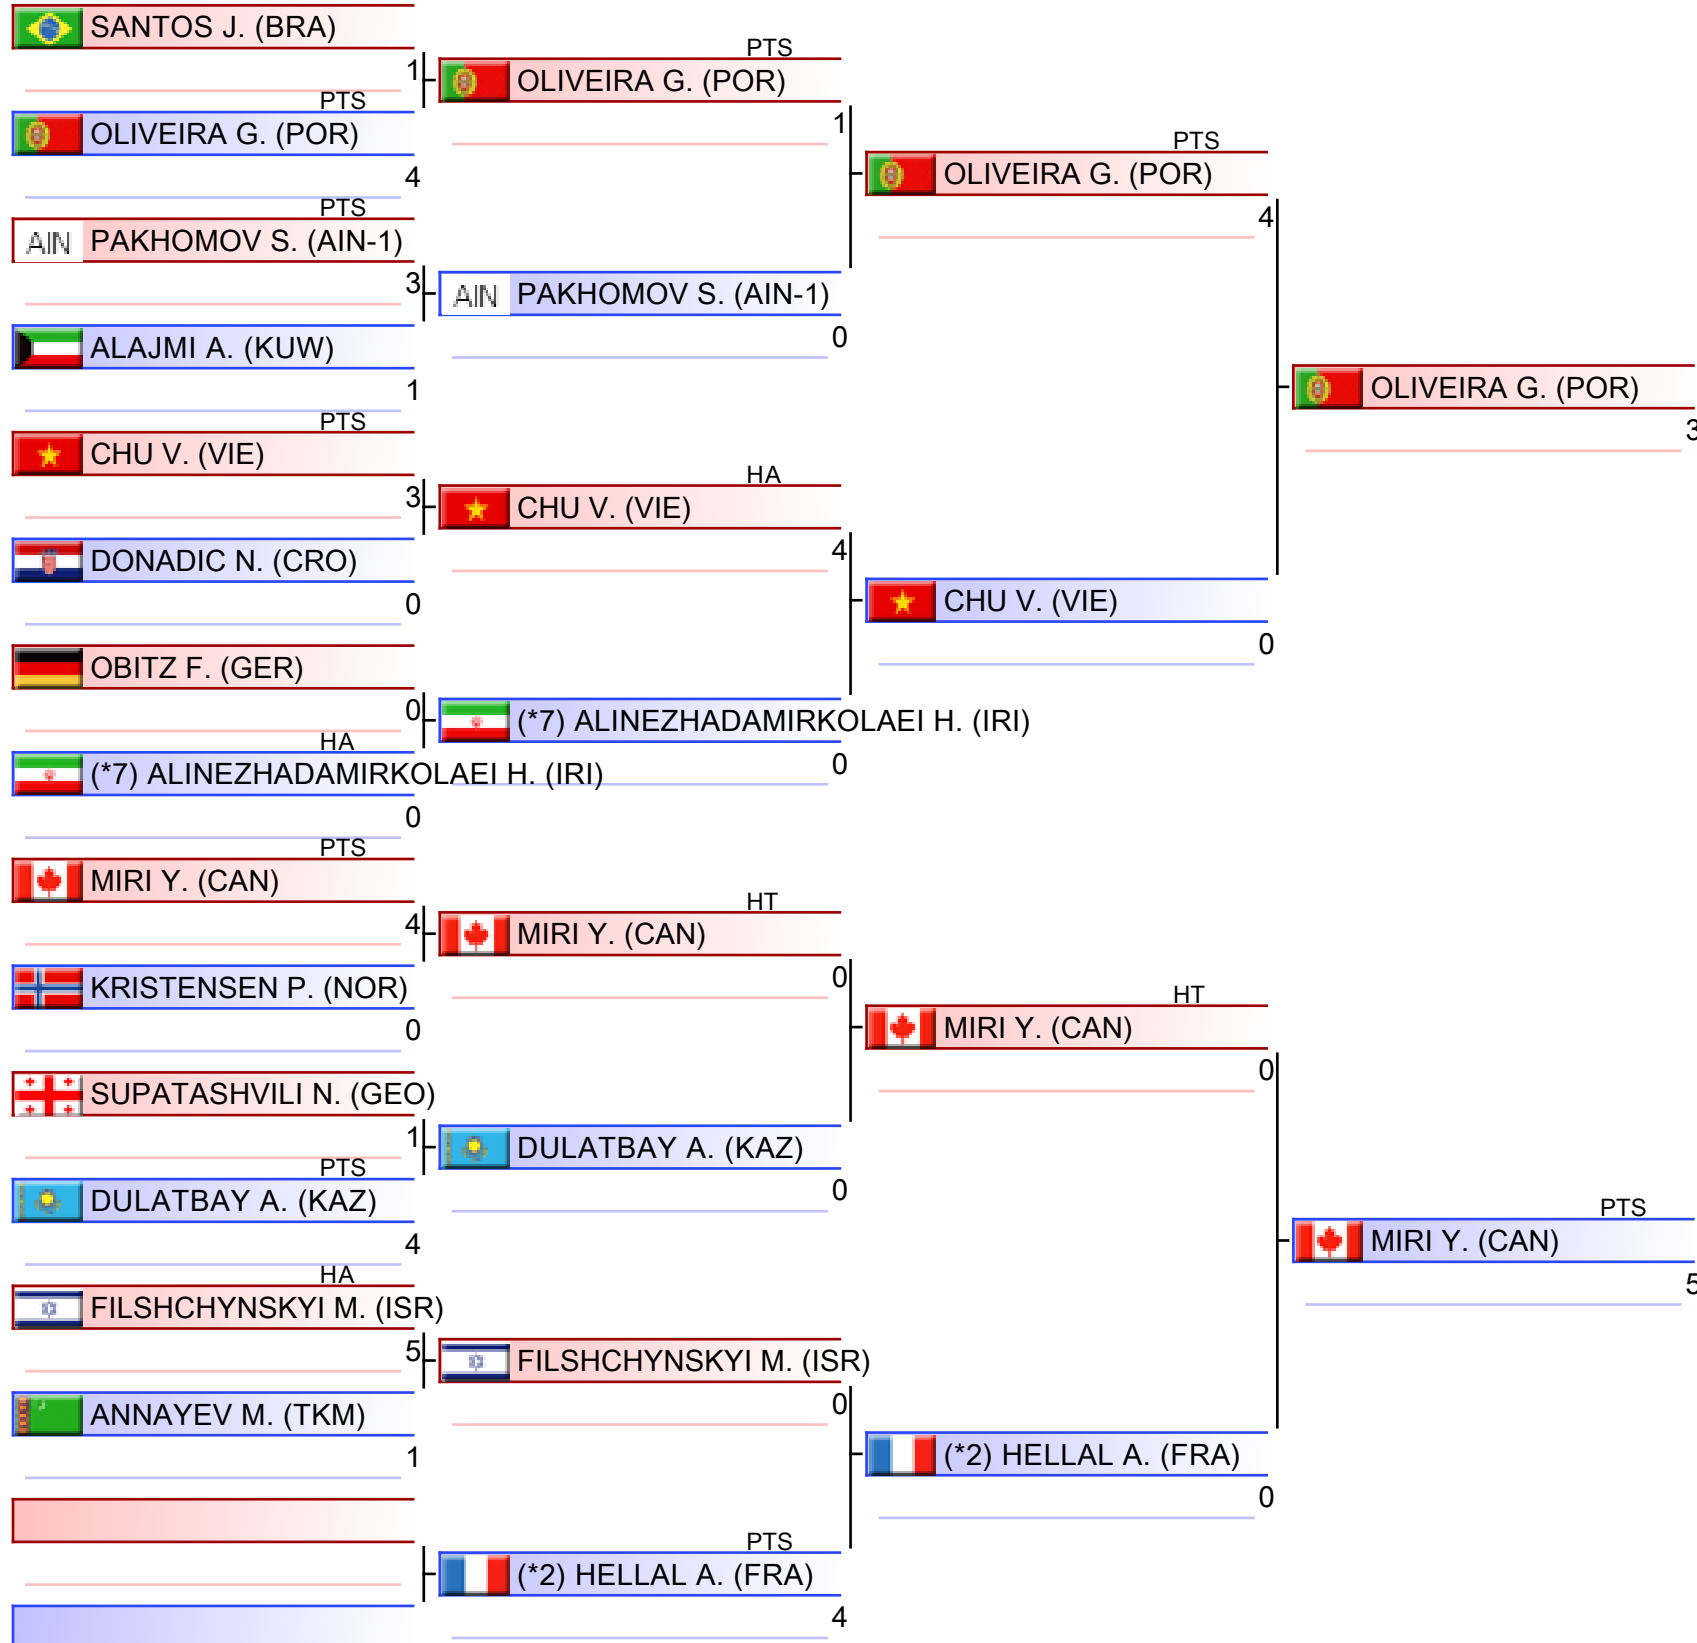 SANTOS J. (BRA)
1
PTS
OLIVEIRA G. (POR)
4
PTS
AIN PAKHOMOV S. (AIN-1)
3
ALAJMI A. (KUW)
1
PTS
CHU V. (VIE)
3
DONADIC N. (CRO)
0
OBITZ F. (GER)
0
HA
(*7) ALINEZHADAMIRKOLAEI H. (IRI)
0
PTS
MIRI Y. (CAN)
4
KRISTENSEN P. (NOR)
0
SUPATASHVILI N. (GEO)
1
PTS
DULATBAY A. (KAZ)
4
HA
FILSHCHYNSKYI M. (ISR)
5
ANNAYEV M. (TKM)
1
PTS
OLIVEIRA G. (POR)
1
AIN PAKHOMOV S. (AIN-1)
0
HA
CHU V. (VIE)
4
(*7) ALINEZHADAMIRKOLAEI H. (IRI)
0
HT
MIRI Y. (CAN)
0
DULATBAY A. (KAZ)
0
FILSHCHYNSKYI M. (ISR)
0
PTS
(*2) HELLAL A. (FRA)
4
PTS
OLIVEIRA G. (POR)
4
CHU V. (VIE)
0
HT
MIRI Y. (CAN)
0
(*2) HELLAL A. (FRA)
0
OLIVEIRA G. (POR)
3
PTS
MIRI Y. (CAN)
5